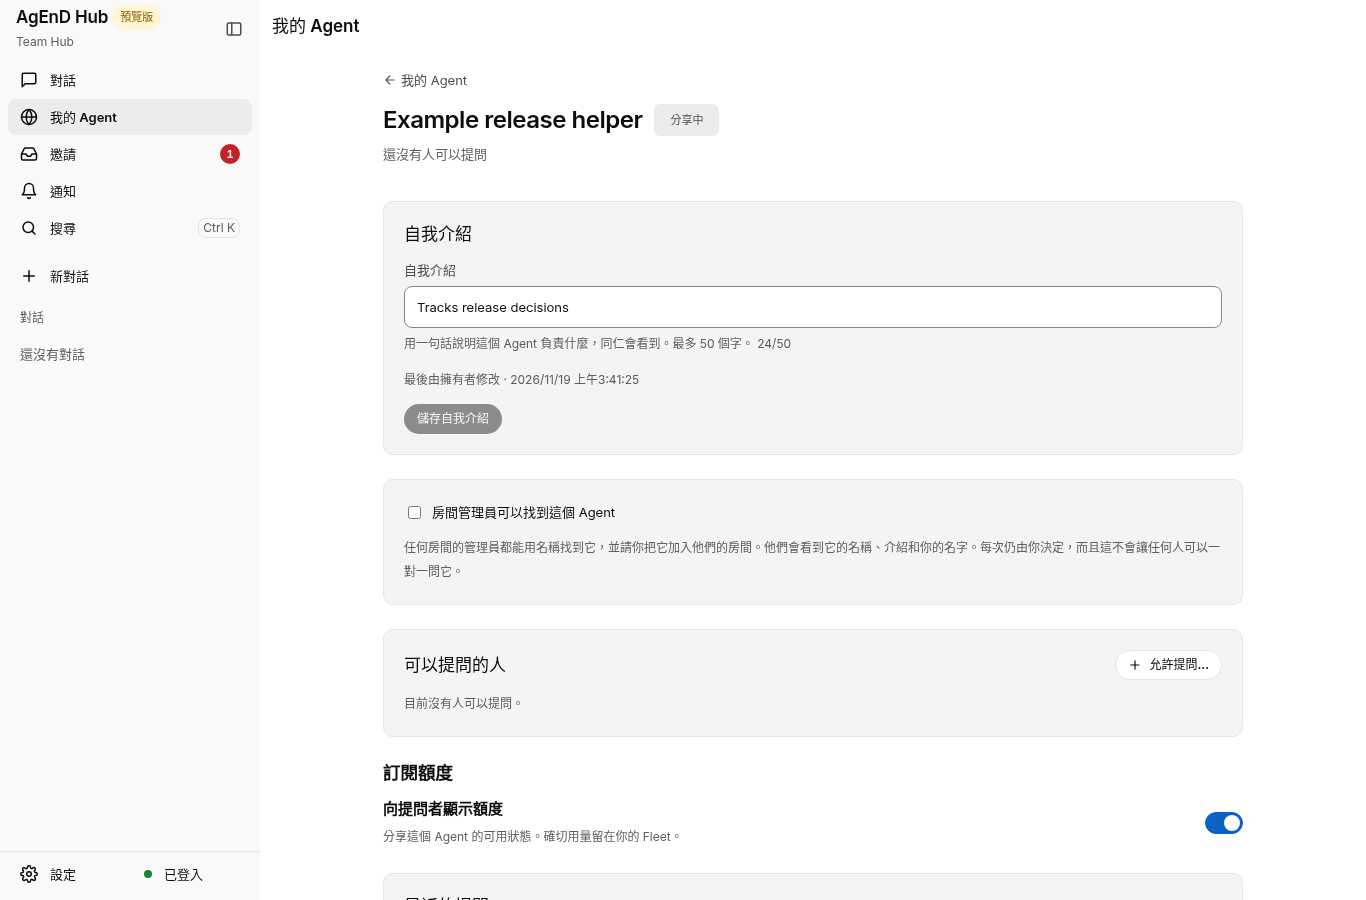 AgEnD Hub 預覽版
Team Hub
對話
我的 Agent
邀請 1
通知
搜尋 Ctrl K
新對話
對話
還沒有對話
設定
已登入
我的 Agent
我的 Agent
Example release helper 分享中
還沒有人可以提問
自我介紹
自我介紹
Tracks release decisions
用一句話說明這個 Agent 負責什麼，同仁會看到。最多 50 個字。 24/50
最後由擁有者修改 · 2026/11/19 上午3:41:25
儲存自我介紹
房間管理員可以找到這個 Agent
任何房間的管理員都能用名稱找到它，並請你把它加入他們的房間。他們會看到它的名稱、介紹和你的名字。每次仍由你決定，而且這不會讓任何人可以一
對一問它。
可以提問的人
允許提問...
目前沒有人可以提問。
訂閱額度
向提問者顯示額度
分享這個 Agent 的可用狀態。確切用量留在你的 Fleet。